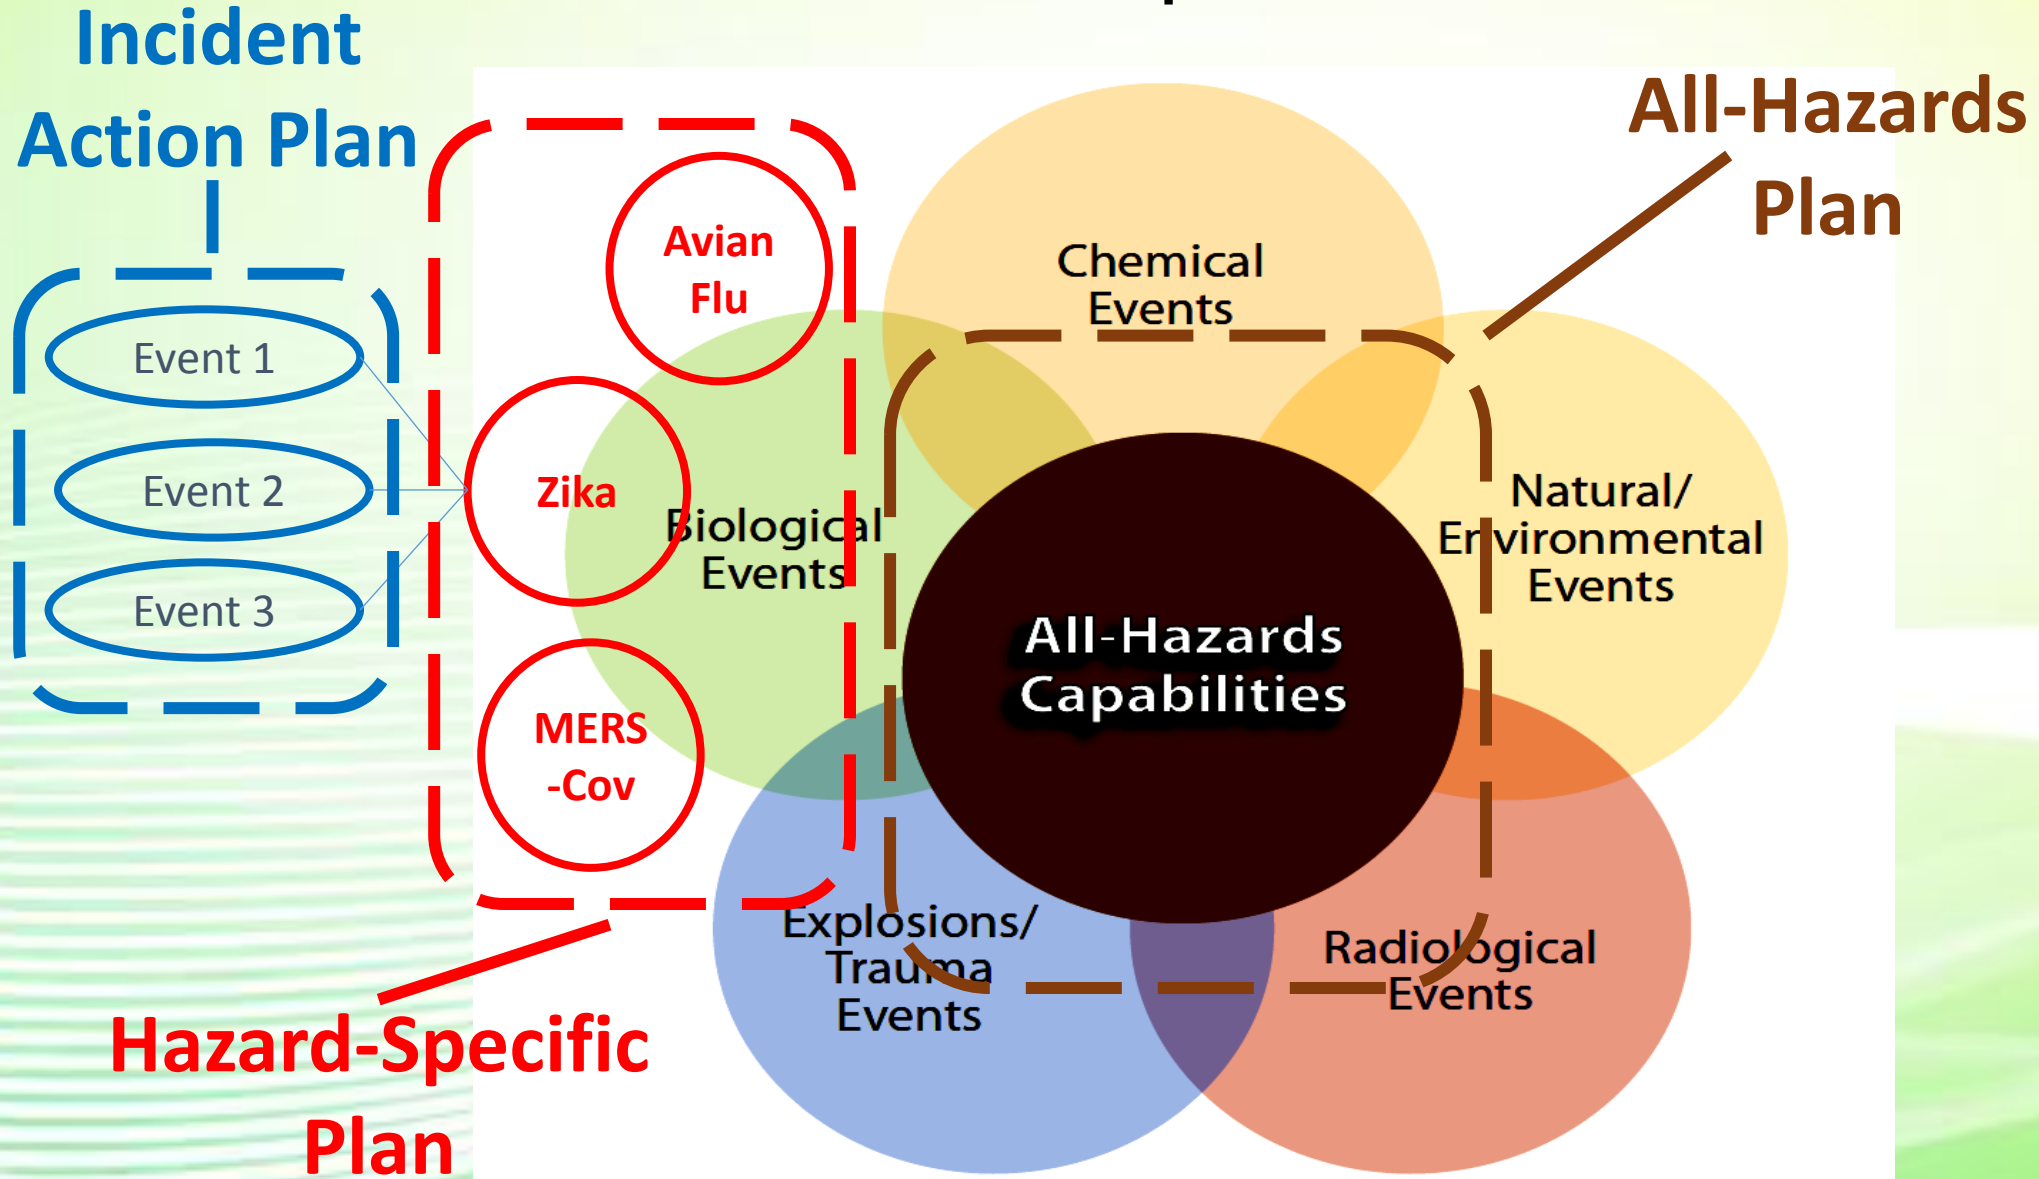 Incident
Action Plan
Event 1
Event 2
Event 3
Avian
Flu
Zika
MERS
-Cov
Hazard-Specific
Plan
Chemical
Events
Biological
Events
Natural/
Environmental
Events
All-Hazards
Capabilities
Explosions/
Trauma
Events
Radiological
Events
All-Hazards
Plan